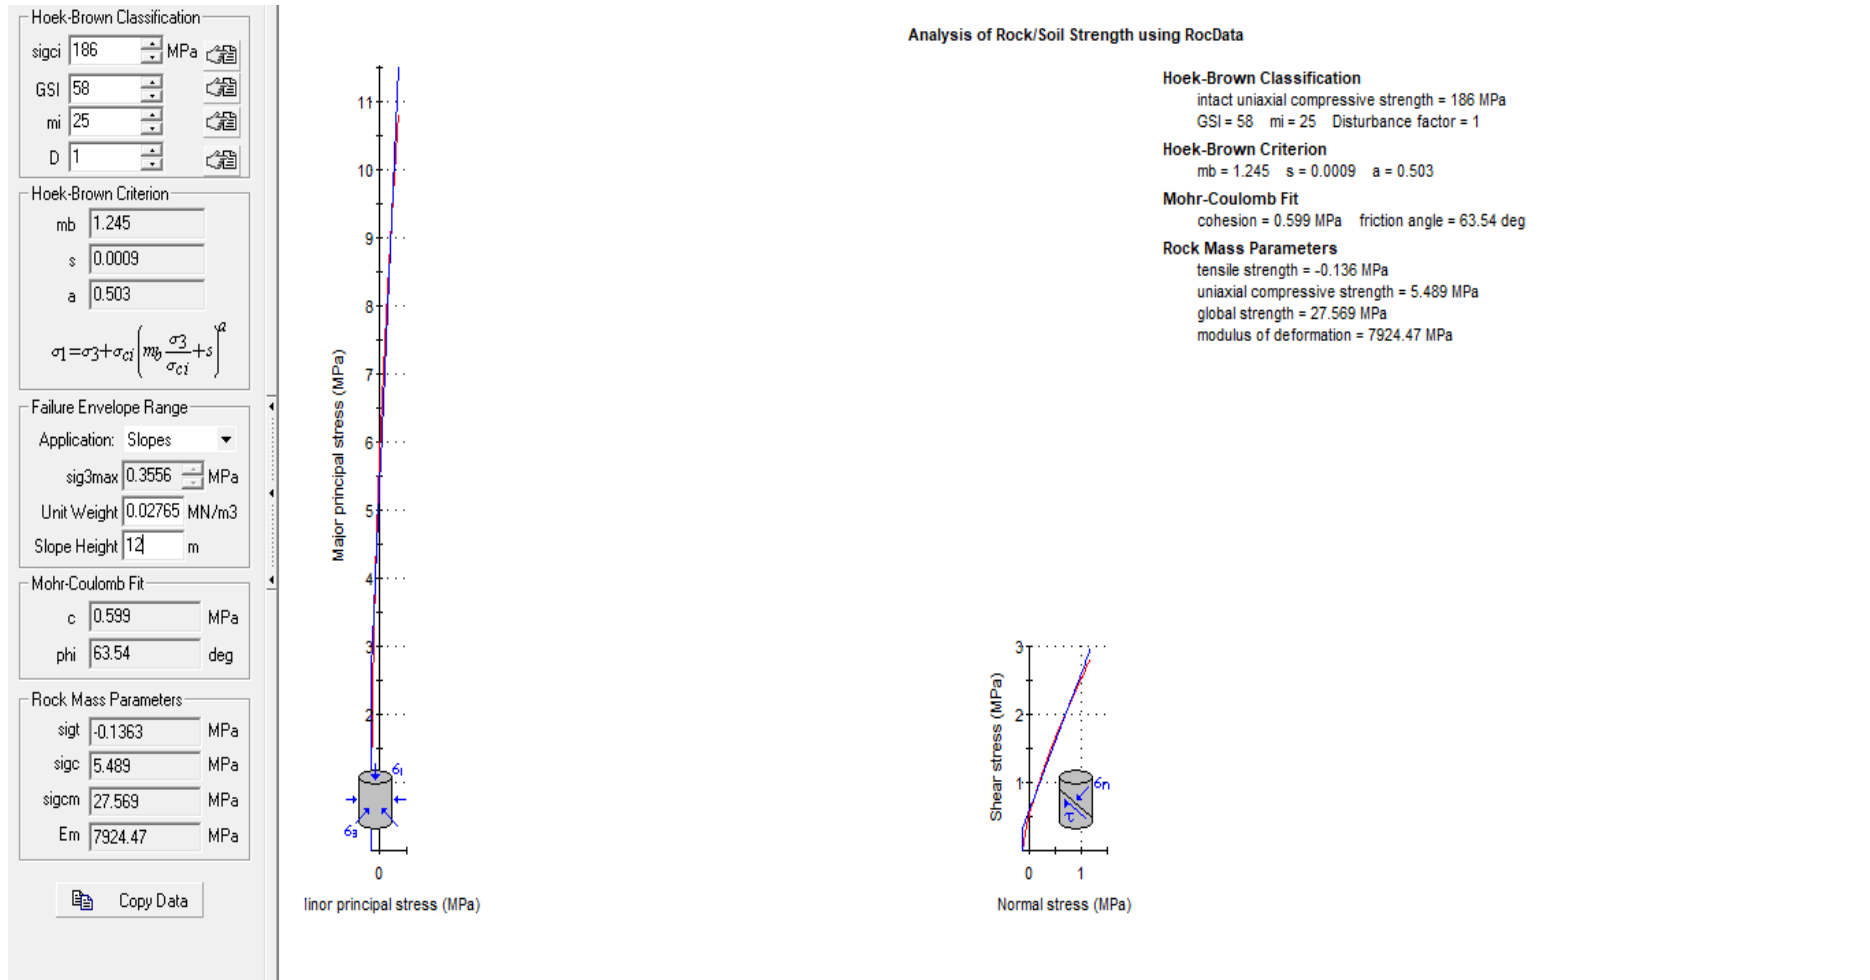 Hoek-Brown Classification
sigci 186 MPa
GSI 58
mi 25
D 1
Hoek-Brown Criterion
mb 1.245
s 0.0009
a 0.503
σ1=σ3+σci(mb σ3/σci+s)^a
Failure Envelope Range
Application: Slopes
sig3max 0.3556 MPa
Unit Weight 0.02765 MN/m3
Slope Height 12 m
Mohr-Coulomb Fit
c 0.599 MPa
phi 63.54 deg
Rock Mass Parameters
sigt -0.1363 MPa
sigc 5.489 MPa
sigcm 27.569 MPa
Em 7924.47 MPa
Copy Data
Analysis of Rock/Soil Strength using RocData
Hoek-Brown Classification
intact uniaxial compressive strength = 186 MPa
GSI = 58 mi = 25 Disturbance factor = 1
Hoek-Brown Criterion
mb = 1.245 s = 0.0009 a = 0.503
Mohr-Coulomb Fit
cohesion = 0.599 MPa friction angle = 63.54 deg
Rock Mass Parameters
tensile strength = -0.136 MPa
uniaxial compressive strength = 5.489 MPa
global strength = 27.569 MPa
modulus of deformation = 7924.47 MPa
Major principal stress (MPa)
11
10
9
8
7
6
5
4
3
2
σ1
σ3
0
linor principal stress (MPa)
Shear stress (MPa)
3
2
1
σn
τ
0 1
Normal stress (MPa)